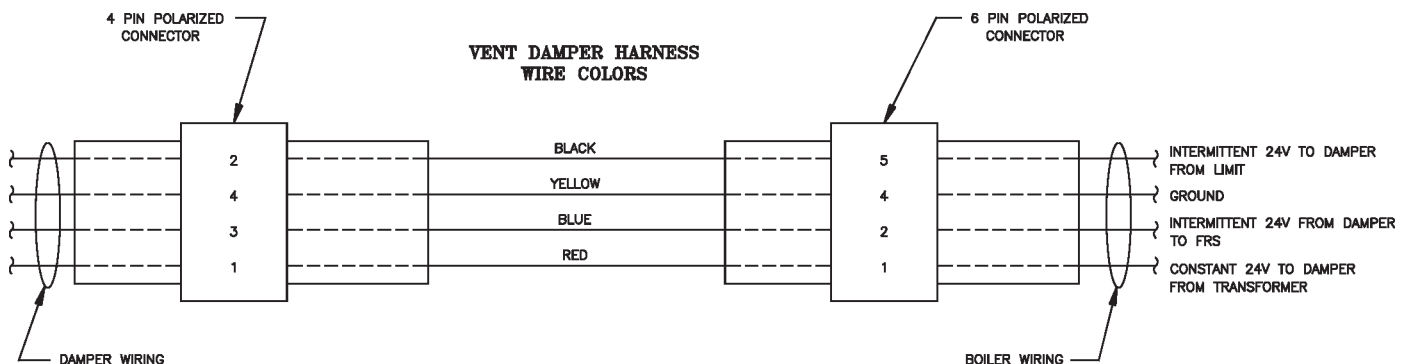 4 PIN POLARIZED
CONNECTOR
6 PIN POLARIZED
CONNECTOR
VENT DAMPER HARNESS
WIRE COLORS
2
BLACK
5
INTERMITTENT 24V TO DAMPER
FROM LIMIT
4
YELLOW
4
GROUND
3
BLUE
2
INTERMITTENT 24V FROM DAMPER
TO FRS
1
RED
1
CONSTANT 24V TO DAMPER
FROM TRANSFORMER
DAMPER WIRING
BOILER WIRING